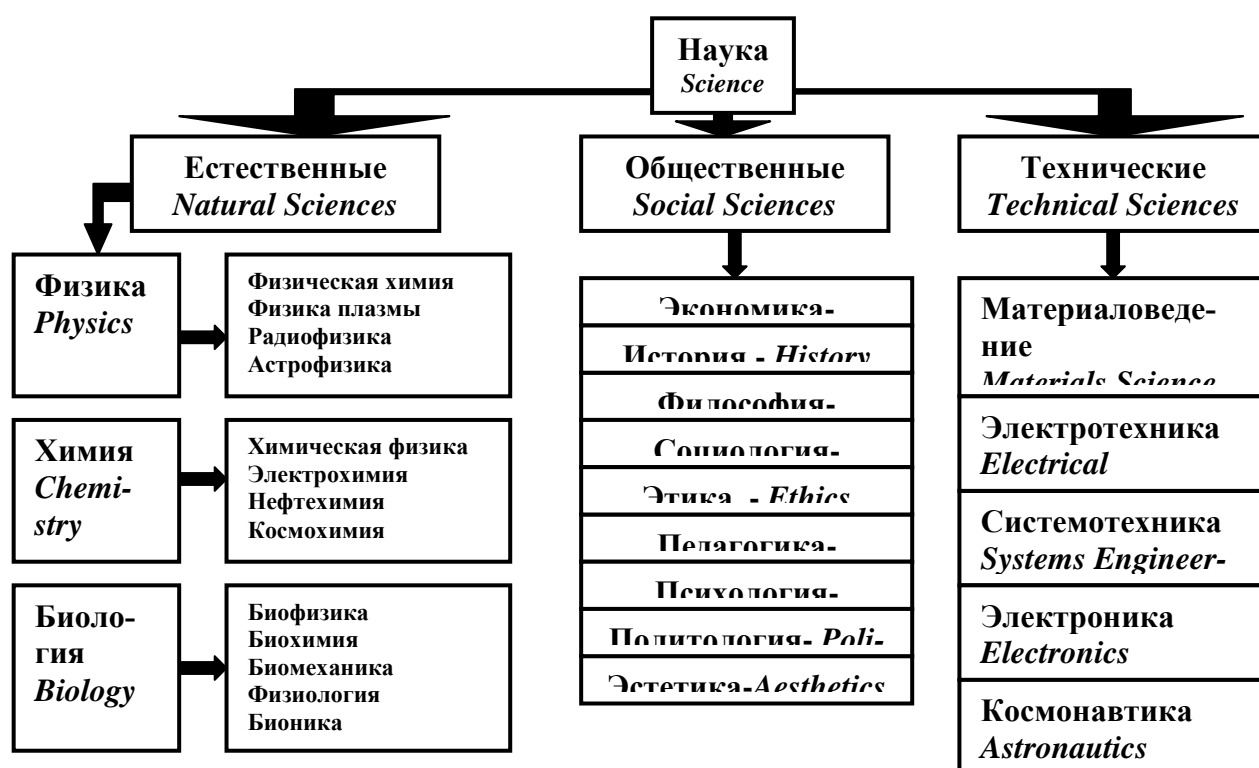 Наука
Science
Естественные
Natural Sciences
Общественные
Social Sciences
Технические
Technical Sciences
Физика
Physics
Физическая химия
Физика плазмы
Радиофизика
Астрофизика
Химия
Chemi-
stry
Химическая физика
Электрохимия
Нефтехимия
Космохимия
Биоло-
гия
Biology
Биофизика
Биохимия
Биомеханика
Физиология
Бионика
Экономика-
История - History
Философия-
Социология-
Этика - Ethics
Педагогика-
Психология-
Политология- Poli-
Эстетика-Aesthetics
Материаловеде-
ние
Materials Science
Электротехника
Electrical
Системотехника
Systems Engineer-
Электроника
Electronics
Космонавтика
Astronautics